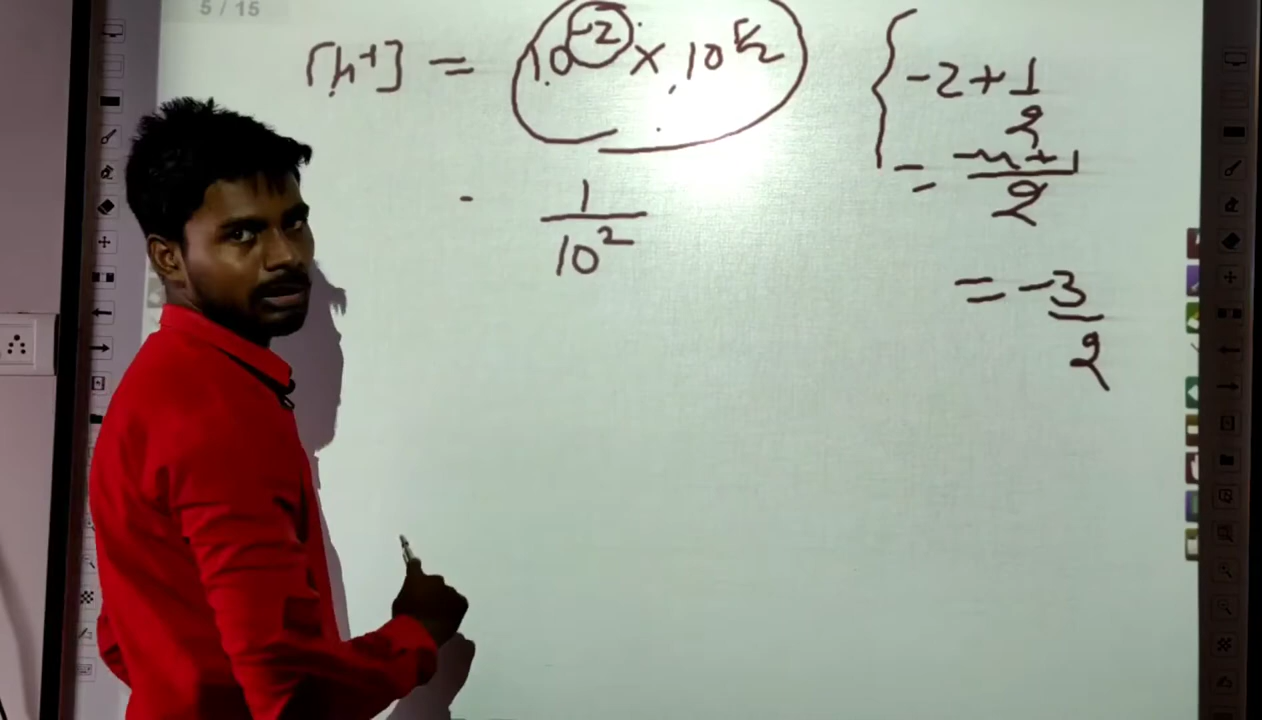 5 / 15
[h⁺] = 10⁻² × 10^½
- 1/10²
-2 + 1/2
= -4+1/2
= -3/2